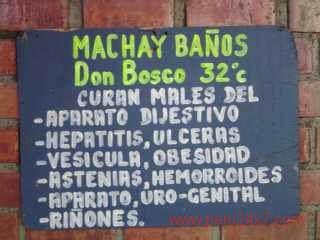 MACHAY BAÑOS
Don Bosco 32°c
CURAN MALES DEL
-APARATO DIJESTIVO
-HEPATITIS, ULCERAS
-VESICULA, OBESIDAD
-ASTENIAS, HEMORROIDES
-APARATO, URO-GENITAL
-RIÑONES.